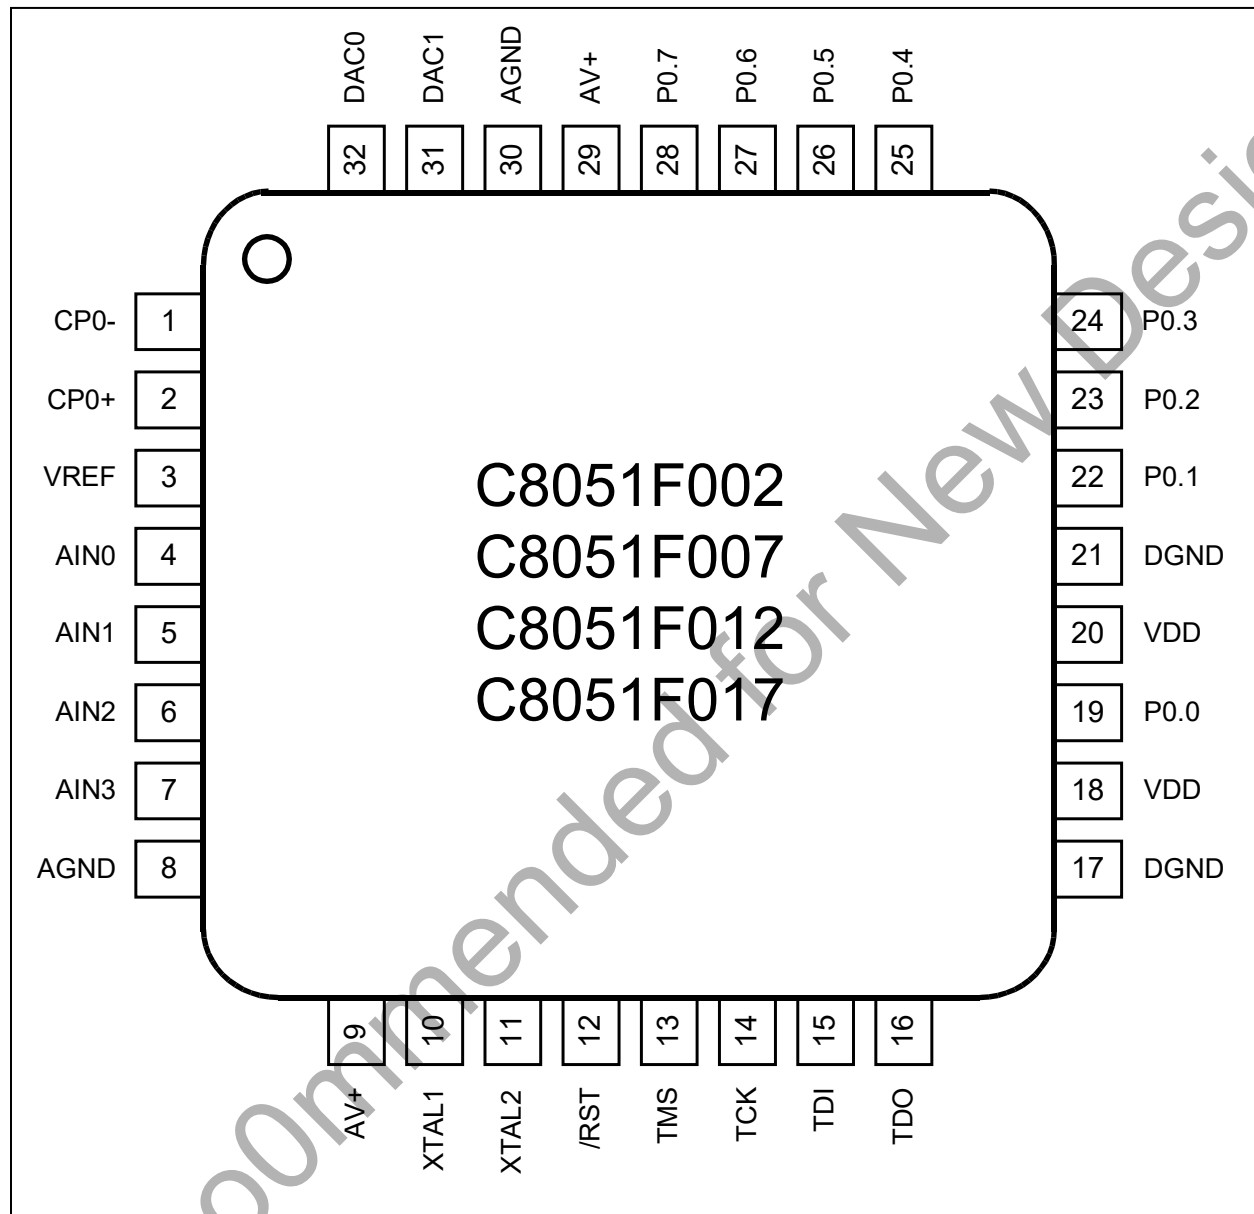 DAC0 DAC1 AGND AV+ P0.7 P0.6 P0.5 P0.4
32 31 30 29 28 27 26 25
CP0- 1
CP0+ 2
VREF 3
AIN0 4
AIN1 5
AIN2 6
AIN3 7
AGND 8
C8051F002
C8051F007
C8051F012
C8051F017
24 P0.3
23 P0.2
22 P0.1
21 DGND
20 VDD
19 P0.0
18 VDD
17 DGND
9 10 11 12 13 14 15 16
AV+ XTAL1 XTAL2 /RST TMS TCK TDI TDO
for New